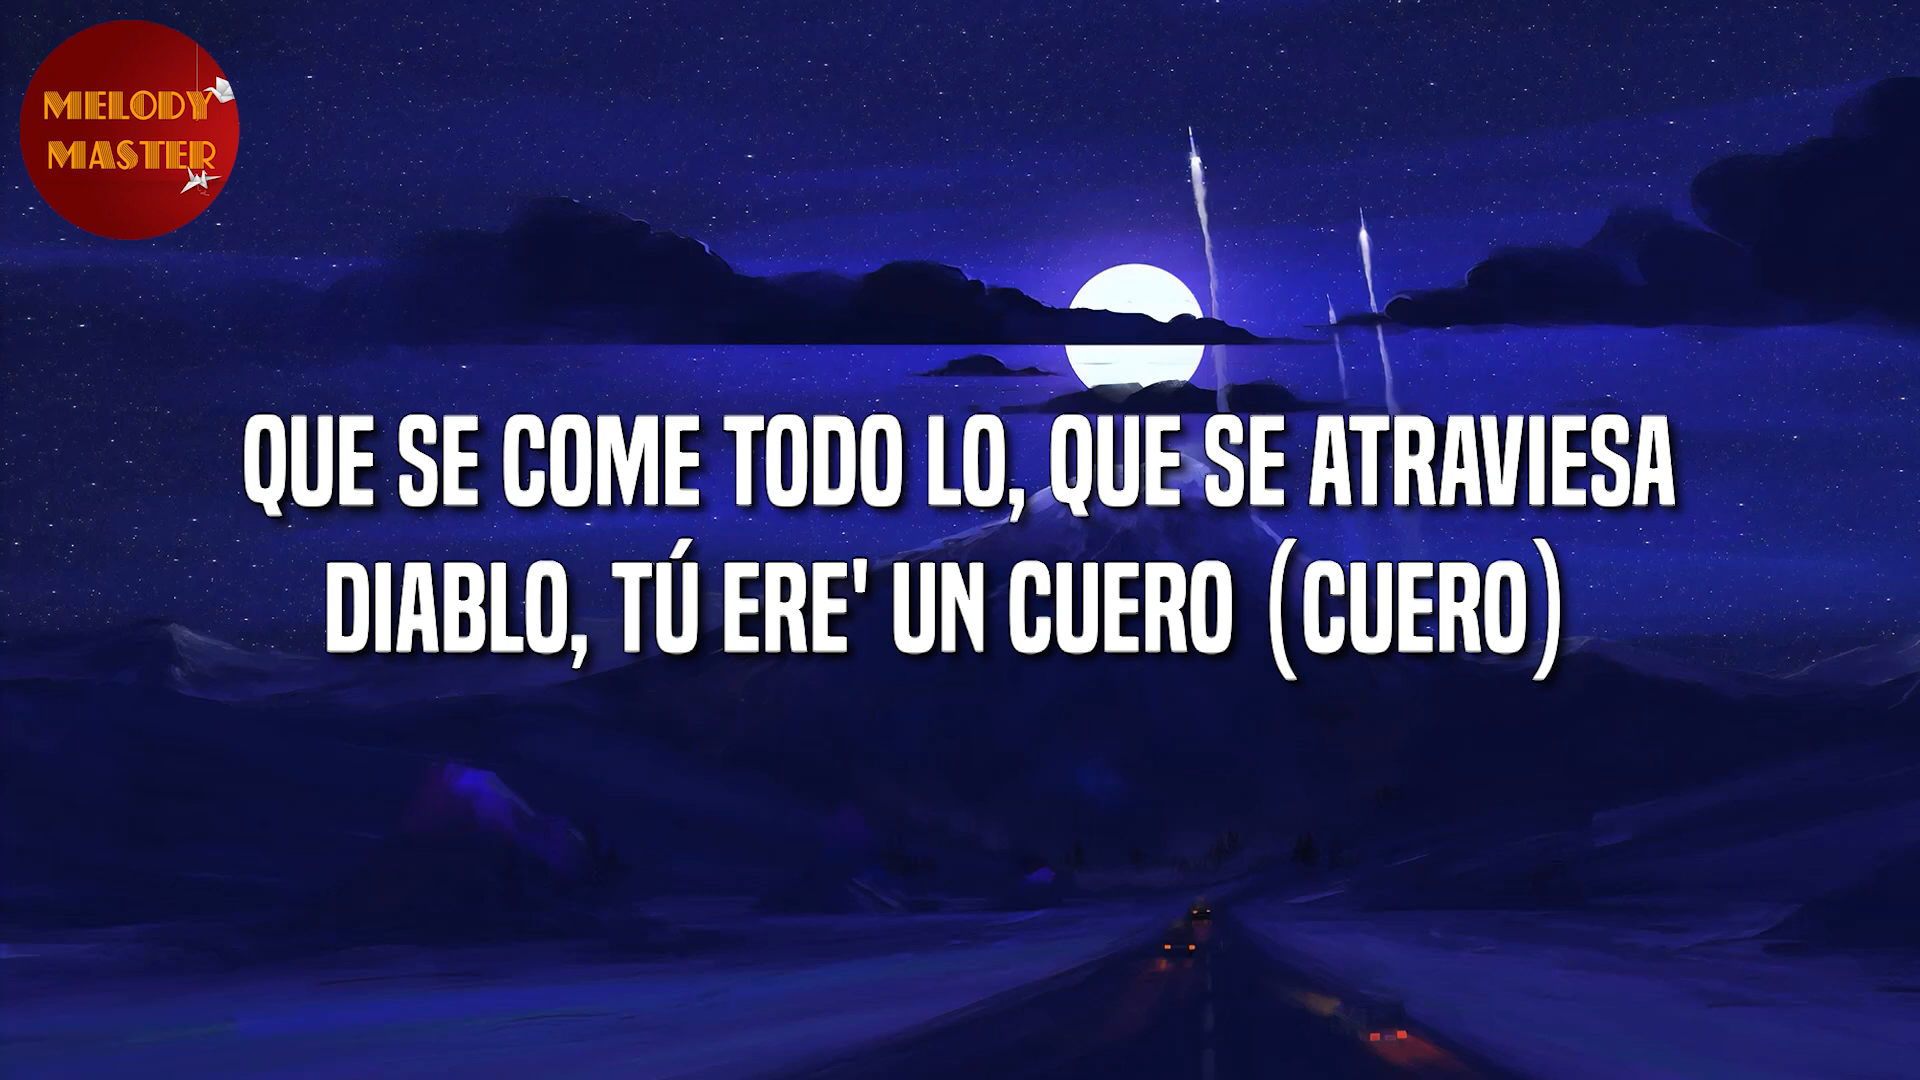 MELODY
MASTER
QUE SE COME TODO LO, QUE SE ATRAVIESA
DIABLO, TÚ ERE' UN CUERO (CUERO)